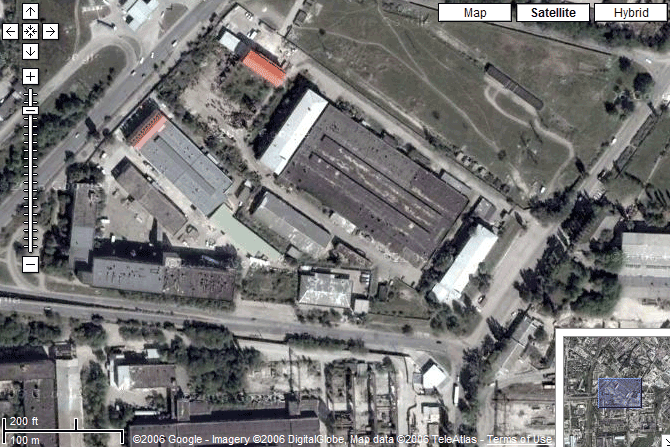 Map Satellite Hybrid
200 ft
100 m
©2006 Google - Imagery ©2006 DigitalGlobe, Map data ©2006 TeleAtlas - Terms of Use